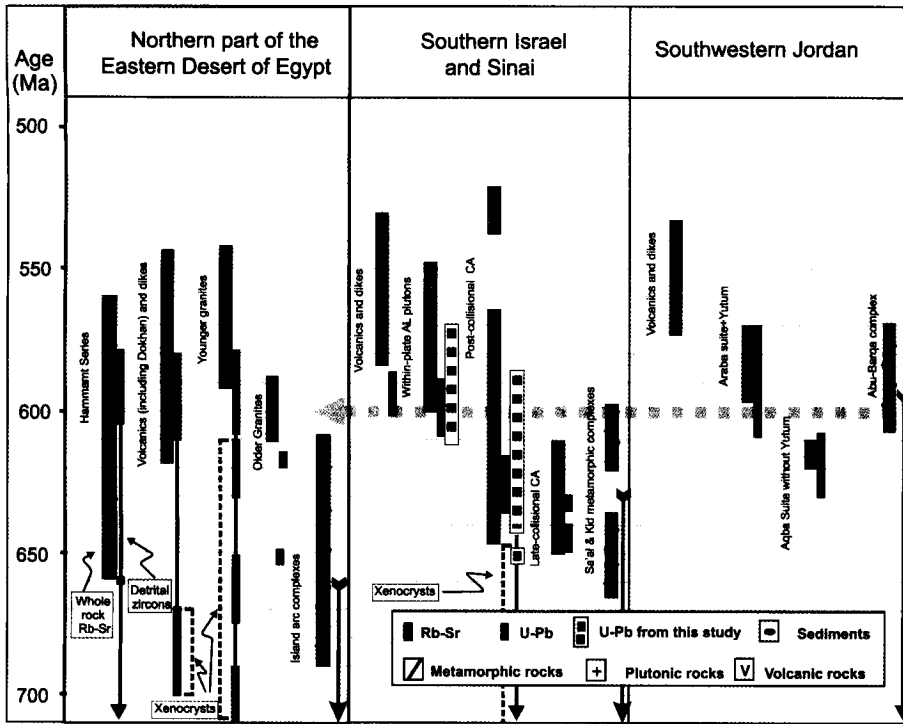 Age
(Ma)
Northern part of the
Eastern Desert of Egypt
Southern Israel
and Sinai
Southwestern Jordan
500
550
600
650
700
Hammamt Series
Volcanics (including Dokhan) and dikes
Younger granites
Older Granites
Island arc complexes
Whole
rock
Rb-Sr
Detrital
zircons
Xenocrysts
Volcanics and dikes
Within-plate AL plutons
Post-collisional CA
Late-collisional CA
Sa'al & Kid metamorphic complexes
Xenocrysts
Volcanics and dikes
Araba suite+Yutum
Aqba Suite without Yutum
Abu-Barqa complex
Rb-Sr
U-Pb
U-Pb from this study
Sediments
Metamorphic rocks
Plutonic rocks
Volcanic rocks